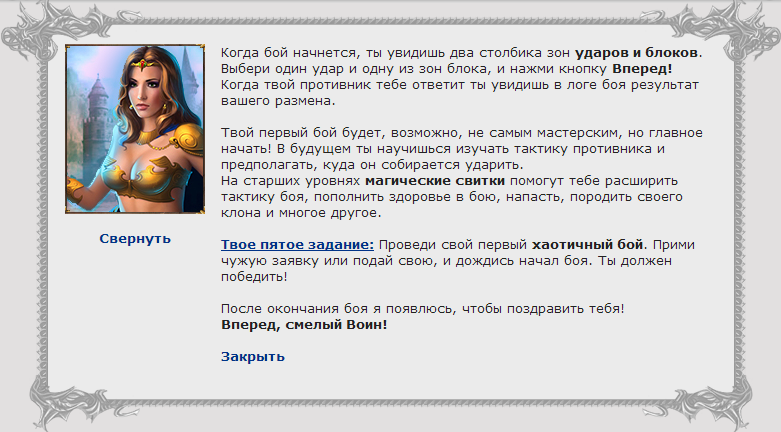 Когда бой начнется, ты увидишь два столбика зон ударов и блоков.
Выбери один удар и одну из зон блока, и нажми кнопку Вперед!
Когда твой противник тебе ответит ты увидишь в логе боя результат
вашего размена.
Твой первый бой будет, возможно, не самым мастерским, но главное
начать! В будущем ты научишься изучать тактику противника и
предполагать, куда он собирается ударить.
На старших уровнях магические свитки помогут тебе расширить
тактику боя, пополнить здоровье в бою, напасть, породить своего
клона и многое другое.
Свернуть
Твое пятое задание: Проведи свой первый хаотичный бой. Прими
чужую заявку или подай свою, и дождись начал боя. Ты должен
победить!
После окончания боя я появлюсь, чтобы поздравить тебя!
Вперед, смелый Воин!
Закрыть